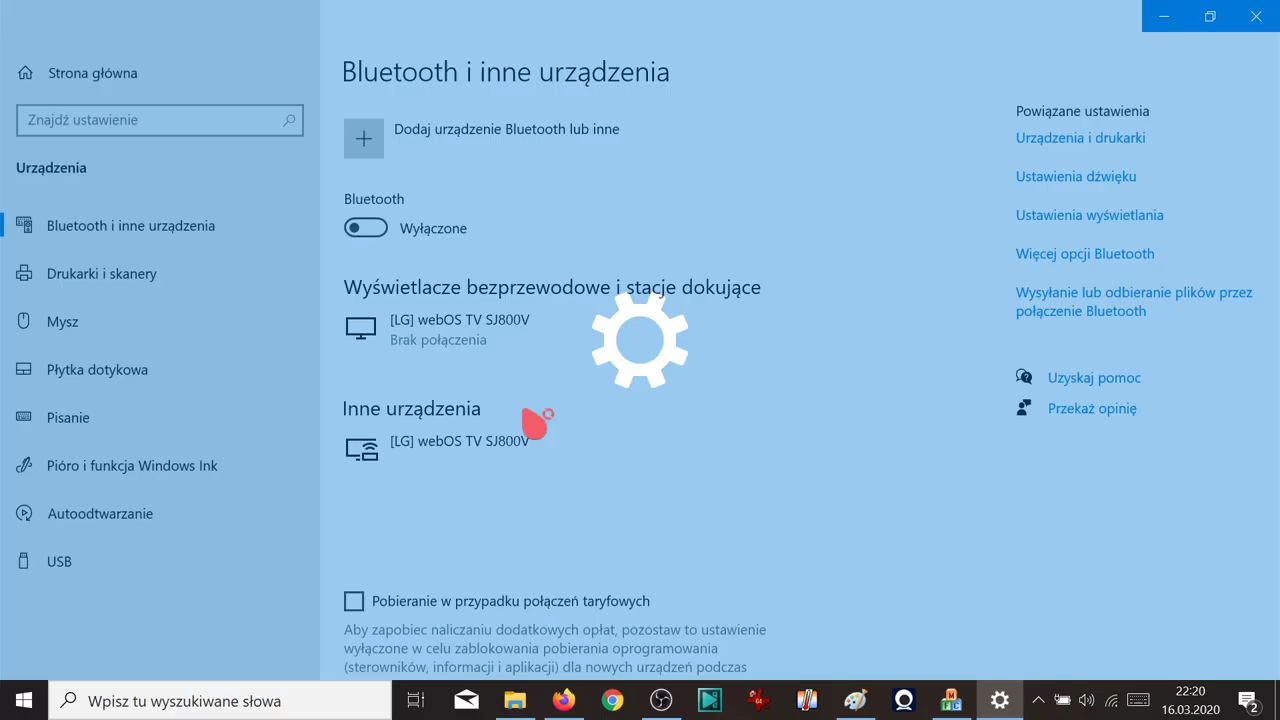 Strona główna
Znajdź ustawienie
Urządzenia
Bluetooth i inne urządzenia
Drukarki i skanery
Mysz
Płytka dotykowa
Pisanie
Pióro i funkcja Windows Ink
Autoodtwarzanie
USB
Bluetooth i inne urządzenia
Dodaj urządzenie Bluetooth lub inne
Bluetooth
Wyłączone
Wyświetlacze bezprzewodowe i stacje dokujące
[LG] webOS TV SJ800V
Brak połączenia
Inne urządzenia
[LG] webOS TV SJ800V
Pobieranie w przypadku połączeń taryfowych
Aby zapobiec naliczaniu dodatkowych opłat, pozostaw to ustawienie
wyłączone w celu zablokowania pobierania oprogramowania
(sterowników, informacji i aplikacji) dla nowych urządzeń podczas
Powiązane ustawienia
Urządzenia i drukarki
Ustawienia dźwięku
Ustawienia wyświetlania
Więcej opcji Bluetooth
Wysyłanie lub odbieranie plików przez
połączenie Bluetooth
Uzyskaj pomoc
Przekaż opinię
Wpisz tu wyszukiwane słowa
22:20
16.03.2020
2